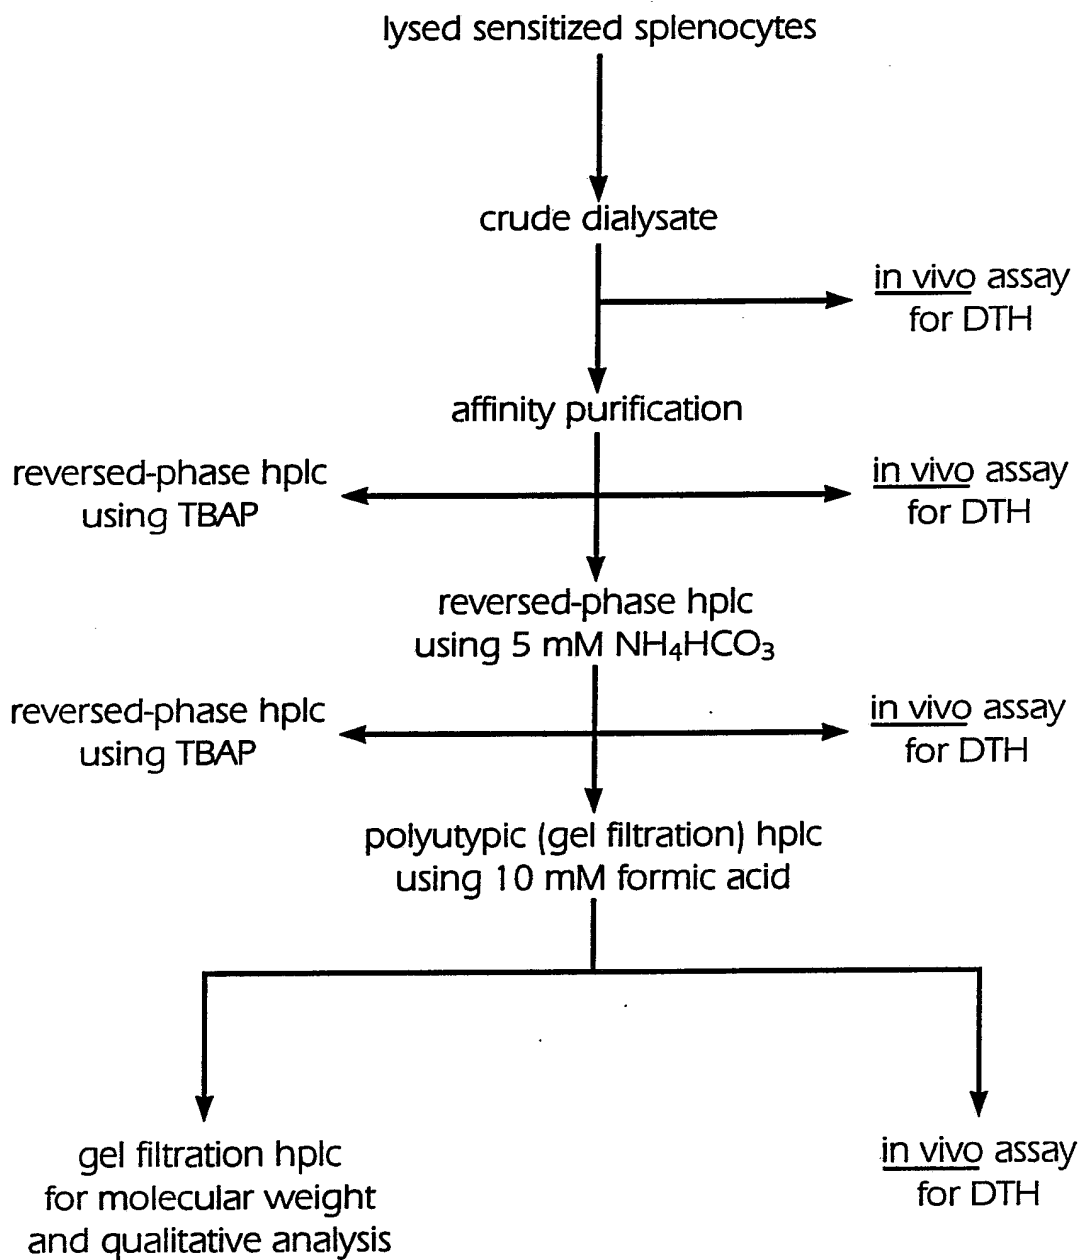 lysed sensitized splenocytes
crude dialysate
in vivo assay
for DTH
affinity purification
reversed-phase hplc
using TBAP
in vivo assay
for DTH
reversed-phase hplc
using 5 mM NH₄HCO₃
reversed-phase hplc
using TBAP
in vivo assay
for DTH
polyutypic (gel filtration) hplc
using 10 mM formic acid
gel filtration hplc
for molecular weight
and qualitative analysis
in vivo assay
for DTH